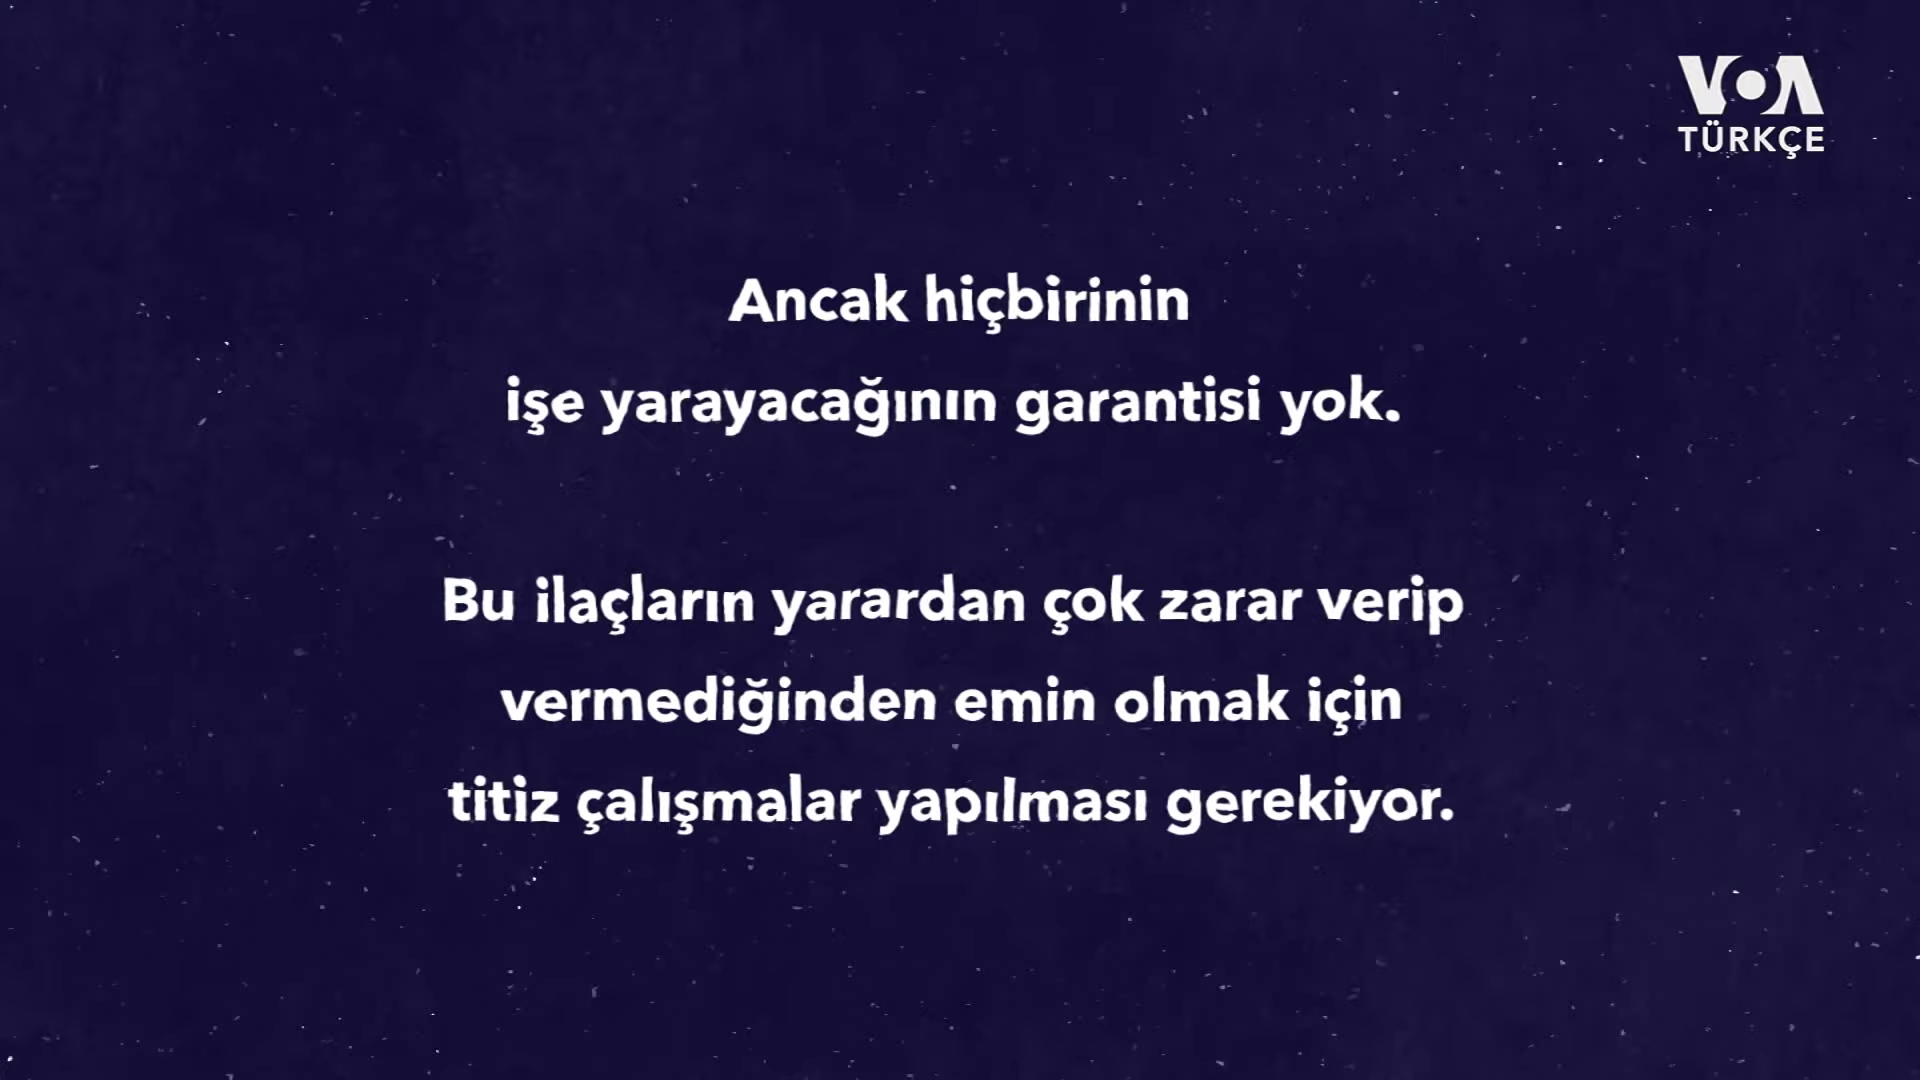 VOA
TÜRKÇE
Ancak hiçbirinin
işe yarayacağının garantisi yok.
Bu ilaçların yarardan çok zarar verip
vermediğinden emin olmak için
titiz çalışmalar yapılması gerekiyor.